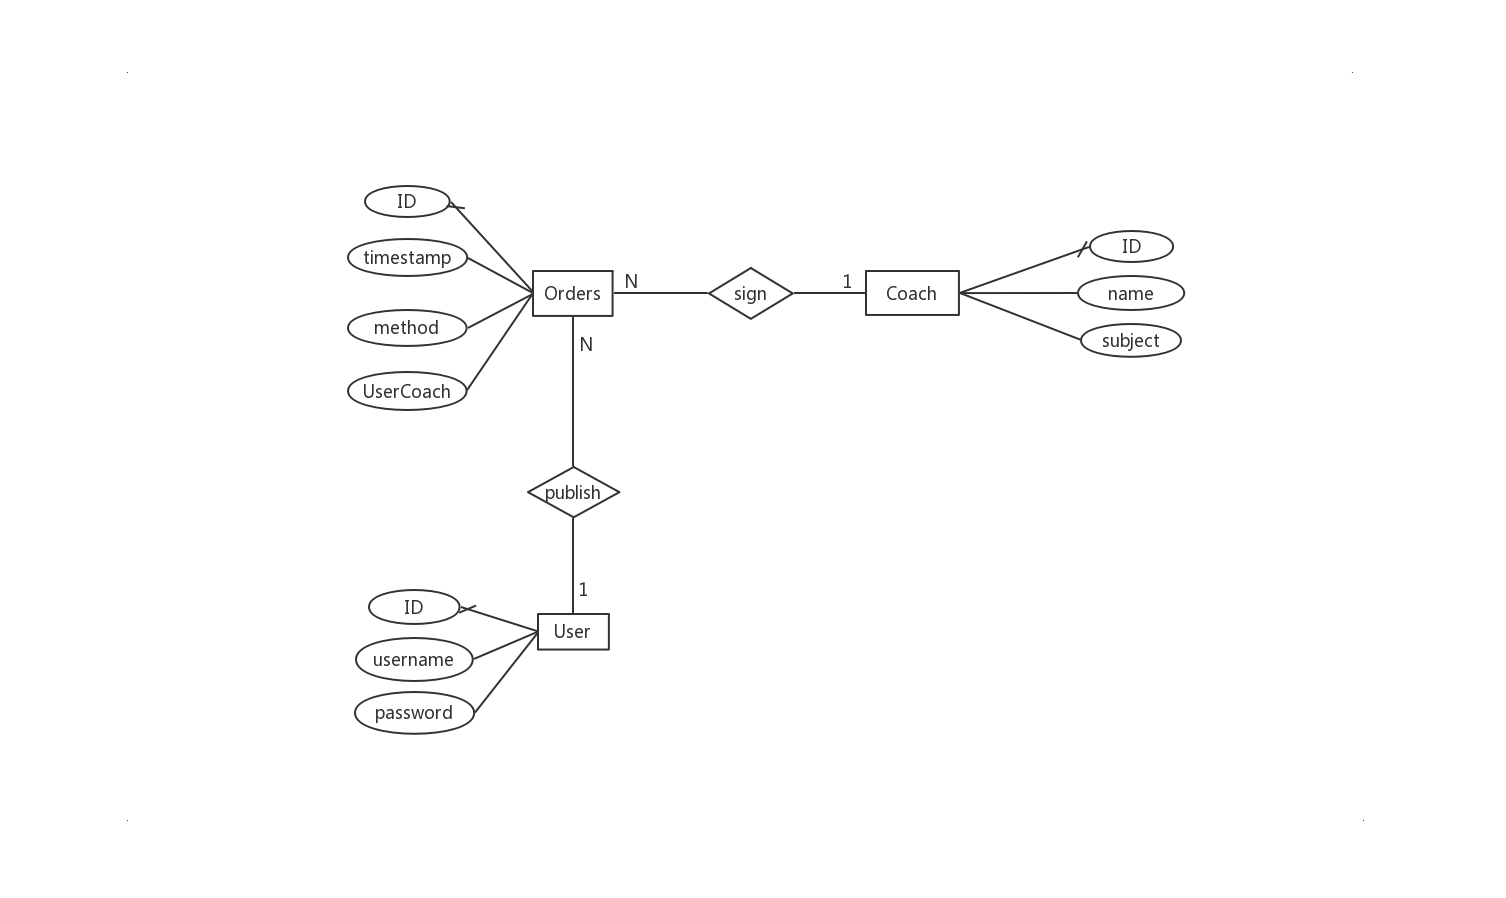 ID
timestamp
method
UserCoach
Orders
N
sign
1
Coach
ID
name
subject
N
publish
1
User
ID
username
password